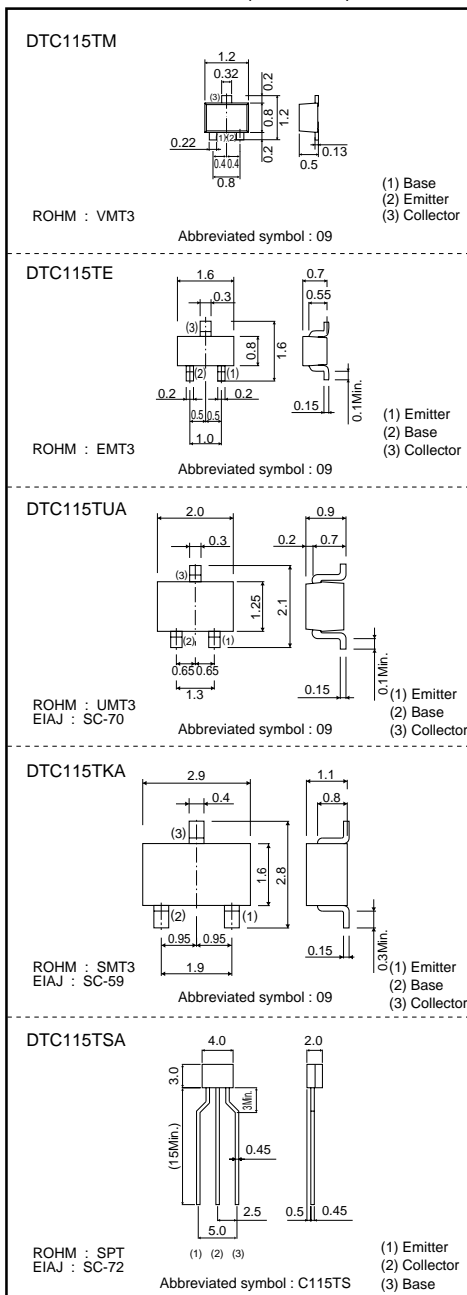 DTC115TM
1.2
0.32
0.2
(3)
0.8
1.2
0.22
(1)(2)
0.2
0.4 0.4
0.8
0.5
0.13
(1) Base
(2) Emitter
(3) Collector
ROHM : VMT3
Abbreviated symbol : 09
DTC115TE
1.6
0.3
(3)
0.8
1.6
0.7
0.55
(2)
(1)
0.2
0.2
0.5 0.5
1.0
0.15
0.1Min.
(1) Emitter
(2) Base
(3) Collector
ROHM : EMT3
Abbreviated symbol : 09
DTC115TUA
2.0
0.3
(3)
1.25
2.1
0.9
0.2
0.7
(2)
(1)
0.65 0.65
1.3
0.15
0.1Min.
(1) Emitter
(2) Base
(3) Collector
ROHM : UMT3
EIAJ : SC-70
Abbreviated symbol : 09
DTC115TKA
2.9
0.4
(3)
1.6
2.8
1.1
0.8
(2)
(1)
0.95 0.95
1.9
0.15
0.3Min.
(1) Emitter
(2) Base
(3) Collector
ROHM : SMT3
EIAJ : SC-59
Abbreviated symbol : 09
DTC115TSA
4.0
2.0
3.0
3Min.
(15Min.)
0.45
2.5
5.0
0.5
0.45
(1) (2) (3)
(1) Emitter
(2) Collector
(3) Base
ROHM : SPT
EIAJ : SC-72
Abbreviated symbol : C115TS